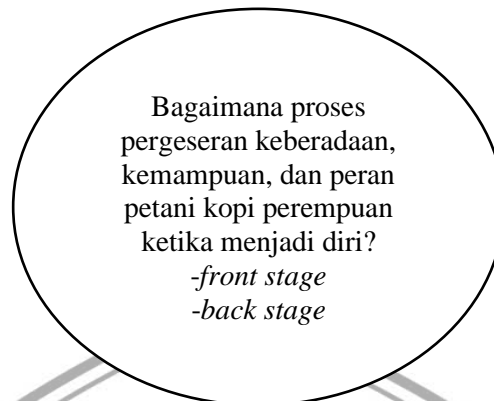 Bagaimana proses
pergeseran keberadaan,
kemampuan, dan peran
petani kopi perempuan
ketika menjadi diri?
-front stage
-back stage